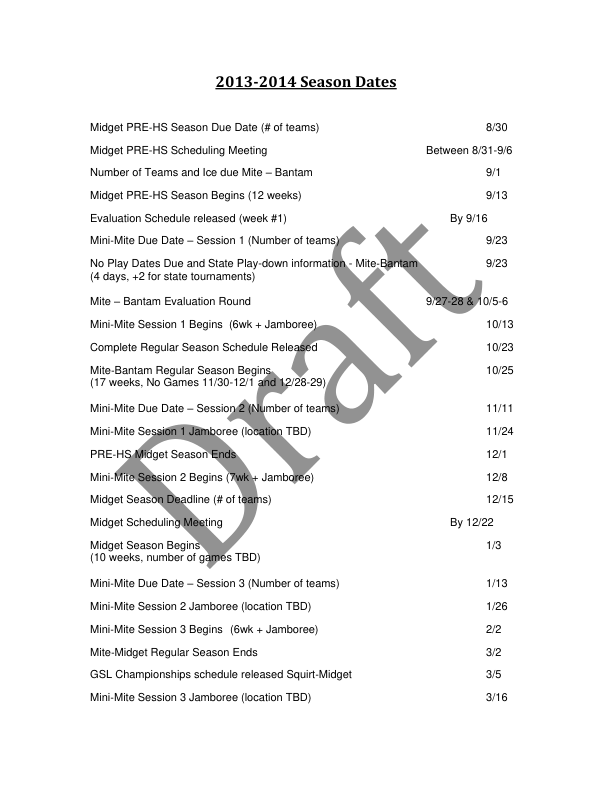 2013-2014 Season Dates
Midget PRE-HS Season Due Date (# of teams) 8/30
Midget PRE-HS Scheduling Meeting Between 8/31-9/6
Number of Teams and Ice due Mite – Bantam 9/1
Midget PRE-HS Season Begins (12 weeks) 9/13
Evaluation Schedule released (week #1) By 9/16
Mini-Mite Due Date – Session 1 (Number of teams) 9/23
No Play Dates Due and State Play-down information - Mite-Bantam 9/23
(4 days, +2 for state tournaments)
Mite – Bantam Evaluation Round 9/27-28 & 10/5-6
Mini-Mite Session 1 Begins (6wk + Jamboree) 10/13
Complete Regular Season Schedule Released 10/23
Mite-Bantam Regular Season Begins 10/25
(17 weeks, No Games 11/30-12/1 and 12/28-29)
Mini-Mite Due Date – Session 2 (Number of teams) 11/11
Mini-Mite Session 1 Jamboree (location TBD) 11/24
PRE-HS Midget Season Ends 12/1
Mini-Mite Session 2 Begins (7wk + Jamboree) 12/8
Midget Season Deadline (# of teams) 12/15
Midget Scheduling Meeting By 12/22
Midget Season Begins 1/3
(10 weeks, number of games TBD)
Mini-Mite Due Date – Session 3 (Number of teams) 1/13
Mini-Mite Session 2 Jamboree (location TBD) 1/26
Mini-Mite Session 3 Begins (6wk + Jamboree) 2/2
Mite-Midget Regular Season Ends 3/2
GSL Championships schedule released Squirt-Midget 3/5
Mini-Mite Session 3 Jamboree (location TBD) 3/16
Draft